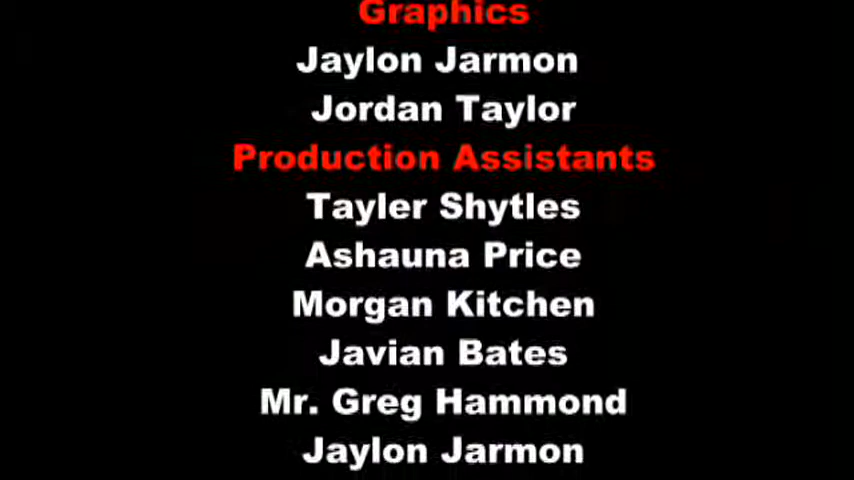 Graphics
Jaylon Jarmon
Jordan Taylor
Production Assistants
Tayler Shytles
Ashauna Price
Morgan Kitchen
Javian Bates
Mr. Greg Hammond
Jaylon Jarmon